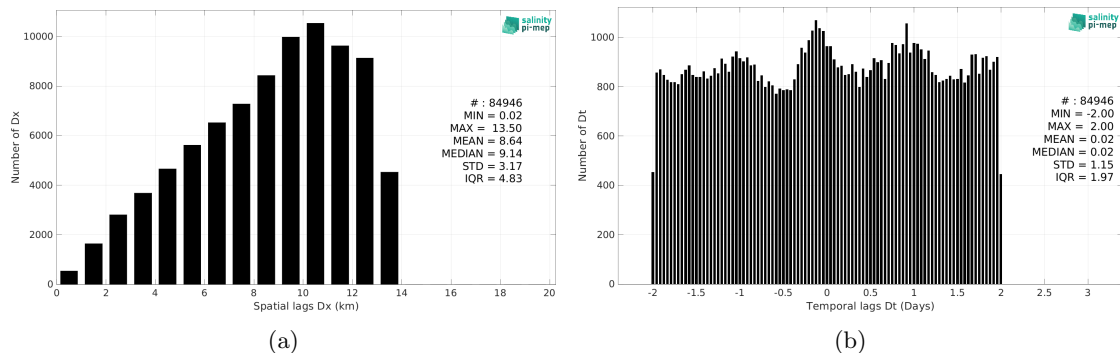 salinity
pi-mep
Number of Dx
10000
8000
6000
4000
2000
0
# : 84946
MIN = 0.02
MAX = 13.50
MEAN = 8.64
MEDIAN = 9.14
STD = 3.17
IQR = 4.83
0 2 4 6 8 10 12 14 16 18 20
Spatial lags Dx (km)
(a)
salinity
pi-mep
Number of Dt
1000
800
600
400
200
0
# : 84946
MIN = -2.00
MAX = 2.00
MEAN = 0.02
MEDIAN = 0.02
STD = 1.15
IQR = 1.97
-2 -1.5 -1 -0.5 0 0.5 1 1.5 2 2.5 3
Temporal lags Dt (Days)
(b)